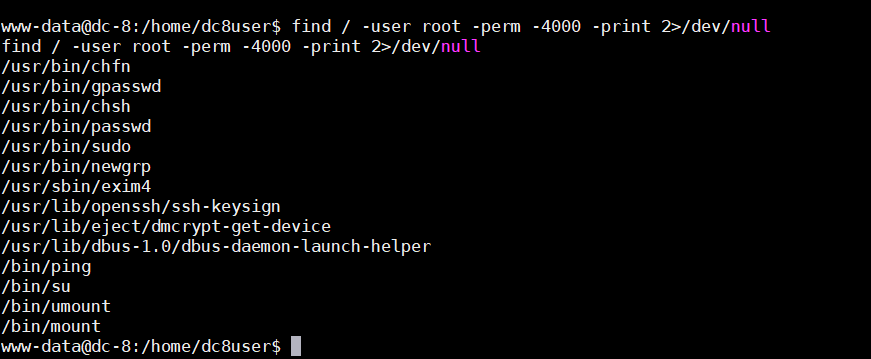 www-data@dc-8:/home/dc8user$ find / -user root -perm -4000 -print 2>/dev/null
find / -user root -perm -4000 -print 2>/dev/null
/usr/bin/chfn
/usr/bin/gpasswd
/usr/bin/chsh
/usr/bin/passwd
/usr/bin/sudo
/usr/bin/newgrp
/usr/sbin/exim4
/usr/lib/openssh/ssh-keysign
/usr/lib/eject/dmcrypt-get-device
/usr/lib/dbus-1.0/dbus-daemon-launch-helper
/bin/ping
/bin/su
/bin/umount
/bin/mount
www-data@dc-8:/home/dc8user$